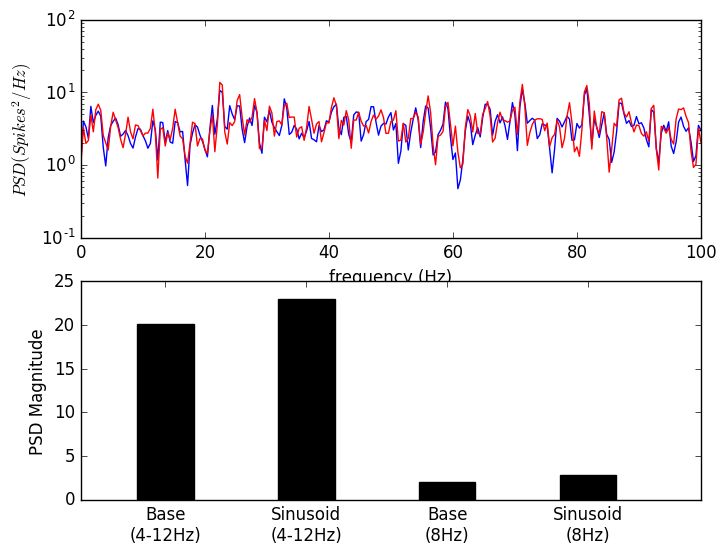 10^2
10^1
10^0
10^-1
PSD(Spikes^2/Hz)
0 20 40 60 80 100
frequency (Hz)
25
20
15
10
5
0
PSD Magnitude
Base Sinusoid Base Sinusoid
(4-12Hz) (4-12Hz) (8Hz) (8Hz)